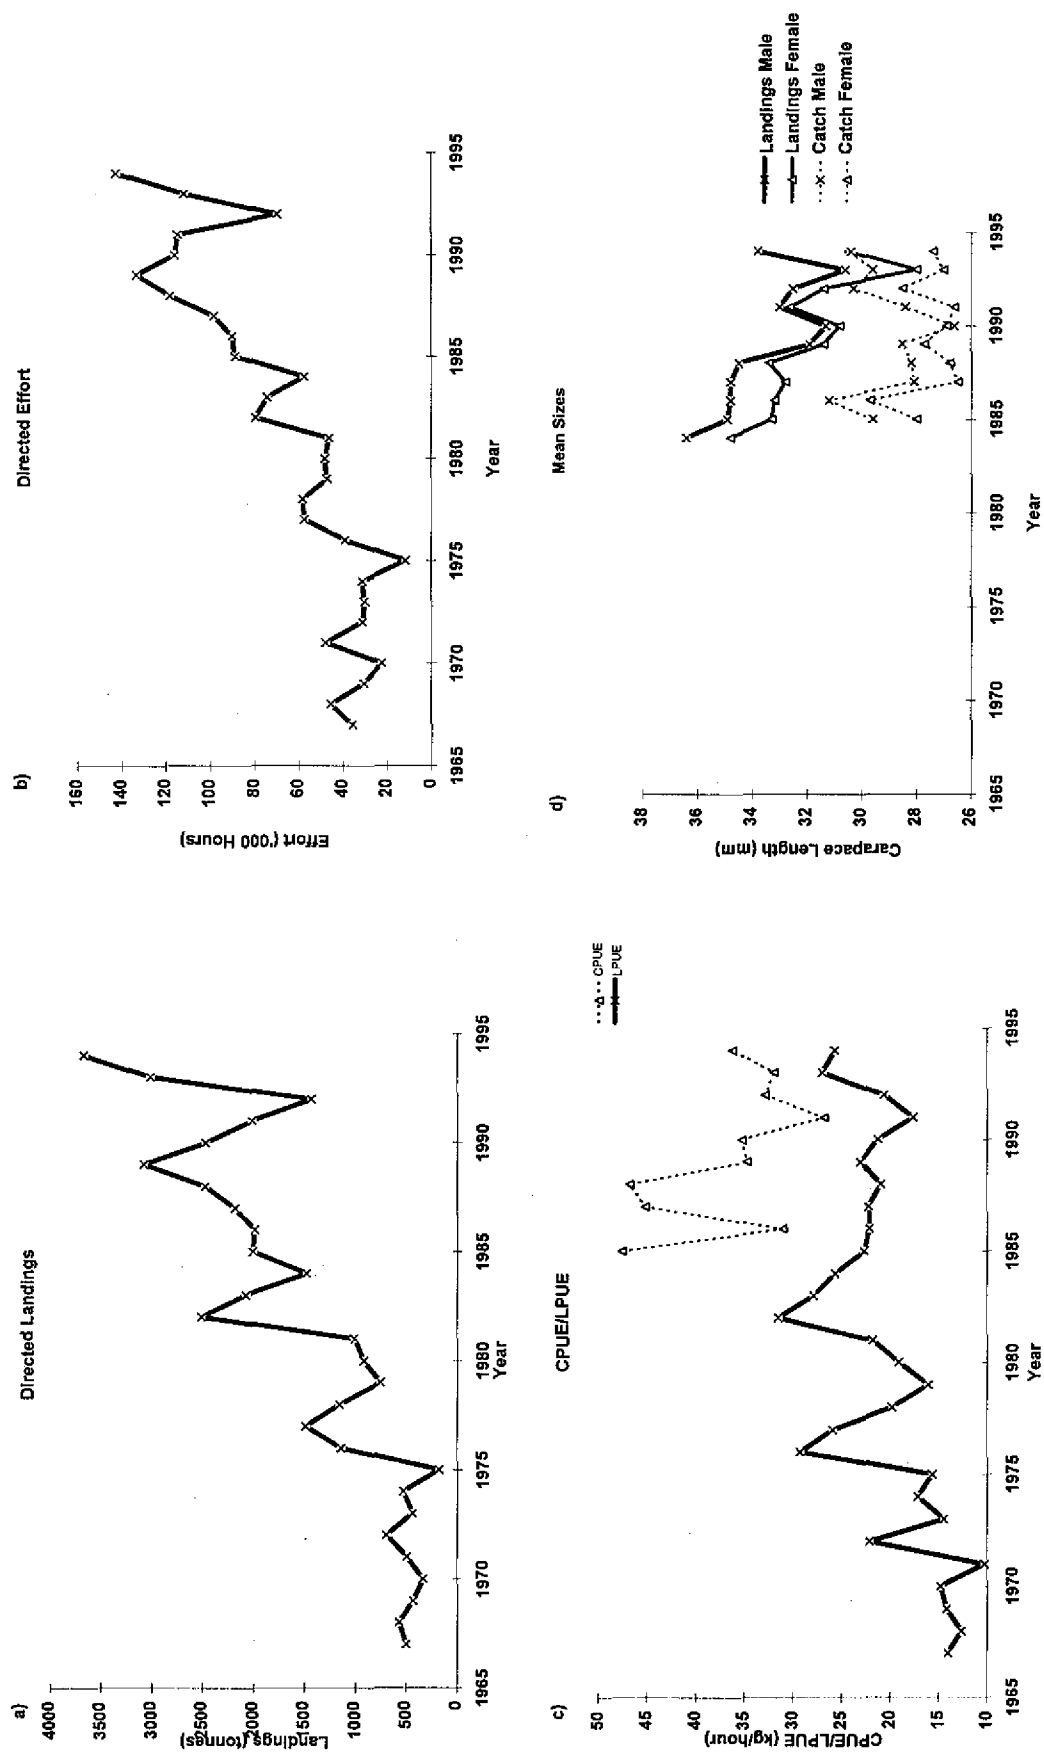 a)
Directed Landings
Landings (tonnes)
4000
3500
3000
2500
2000
1500
1000
500
0
1965
1970
1975
1980
1985
1990
1995
Year
b)
Directed Effort
Effort ('000 Hours)
160
140
120
100
80
60
40
20
0
1965
1970
1975
1980
1985
1990
1995
Year
c)
CPUE/LPUE
CPUE/LPUE (kg/hour)
50
45
40
35
30
25
20
15
10
1965
1970
1975
1980
1985
1990
1995
Year
CPUE
LPUE
d)
Mean Sizes
Carapace Length (mm)
38
36
34
32
30
28
26
1965
1970
1975
1980
1985
1990
1995
Year
Landings Male
Landings Female
Catch Male
Catch Female